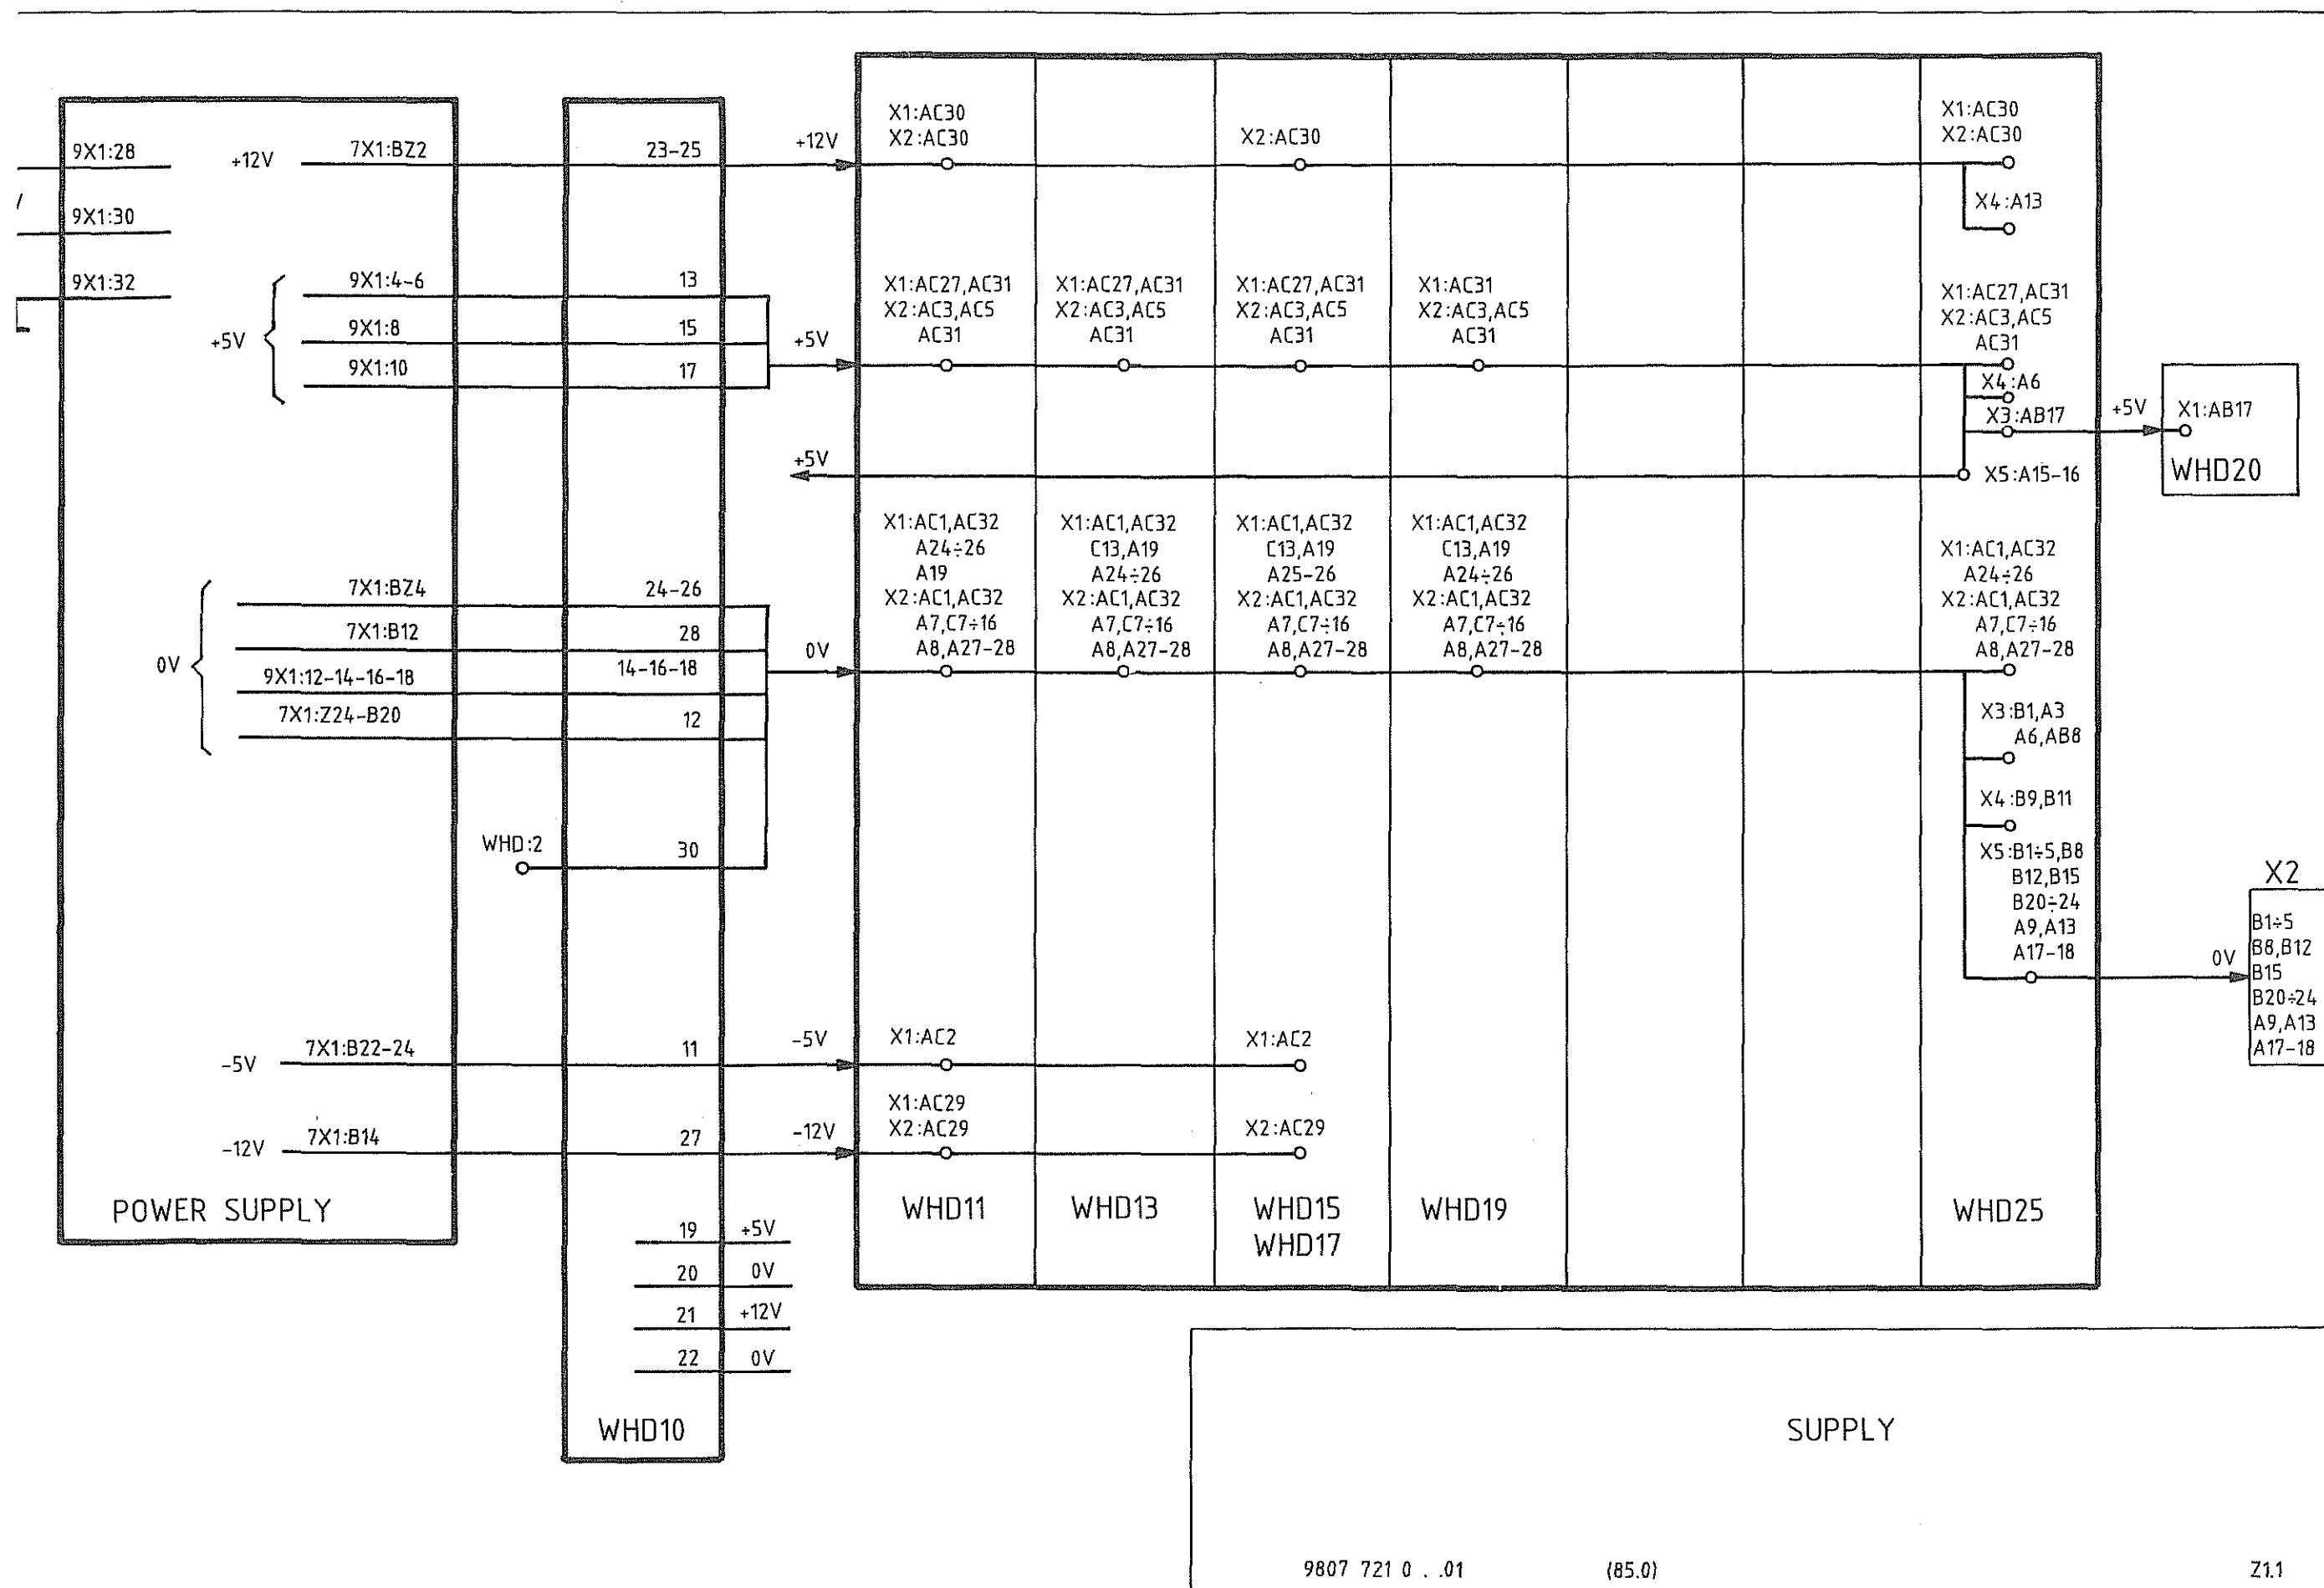 9X1:28
9X1:30
9X1:32
+12V
7X1:BZ2
+5V
9X1:4-6
9X1:8
9X1:10
0V
7X1:BZ4
7X1:B12
9X1:12-14-16-18
7X1:Z24-B20
WHD:2
-5V
7X1:B22-24
-12V
7X1:B14
POWER SUPPLY
23-25
13
15
17
24-26
28
14-16-18
12
30
11
27
19
+5V
20
0V
21
+12V
22
0V
WHD10
+12V
+5V
+5V
0V
-5V
-12V
X1:AC30
X2:AC30
X1:AC27,AC31
X2:AC3,AC5
AC31
X1:AC1,AC32
A24÷26
A19
X2:AC1,AC32
A7,C7÷16
A8,A27-28
X1:AC2
X1:AC29
X2:AC29
WHD11
X1:AC27,AC31
X2:AC3,AC5
AC31
X1:AC1,AC32
C13,A19
A24÷26
X2:AC1,AC32
A7,C7÷16
A8,A27-28
WHD13
X2:AC30
X1:AC27,AC31
X2:AC3,AC5
AC31
X1:AC1,AC32
C13,A19
A25-26
X2:AC1,AC32
A7,C7÷16
A8,A27-28
X1:AC2
X2:AC29
WHD15
WHD17
X1:AC31
X2:AC3,AC5
AC31
X1:AC1,AC32
C13,A19
A24÷26
X2:AC1,AC32
A7,C7÷16
A8,A27-28
WHD19
X1:AC30
X2:AC30
X4:A13
X1:AC27,AC31
X2:AC3,AC5
AC31
X4:A6
X3:AB17
X5:A15-16
X1:AC1,AC32
A24÷26
X2:AC1,AC32
A7,C7÷16
A8,A27-28
X3:B1,A3
A6,AB8
X4:B9,B11
X5:B1÷5,B8
B12,B15
B20÷24
A9,A13
A17-18
WHD25
+5V
X1:AB17
WHD20
0V
X2
B1÷5
B8,B12
B15
B20÷24
A9,A13
A17-18
SUPPLY
9807 721 0 . .01
(85.0)
Z1.1